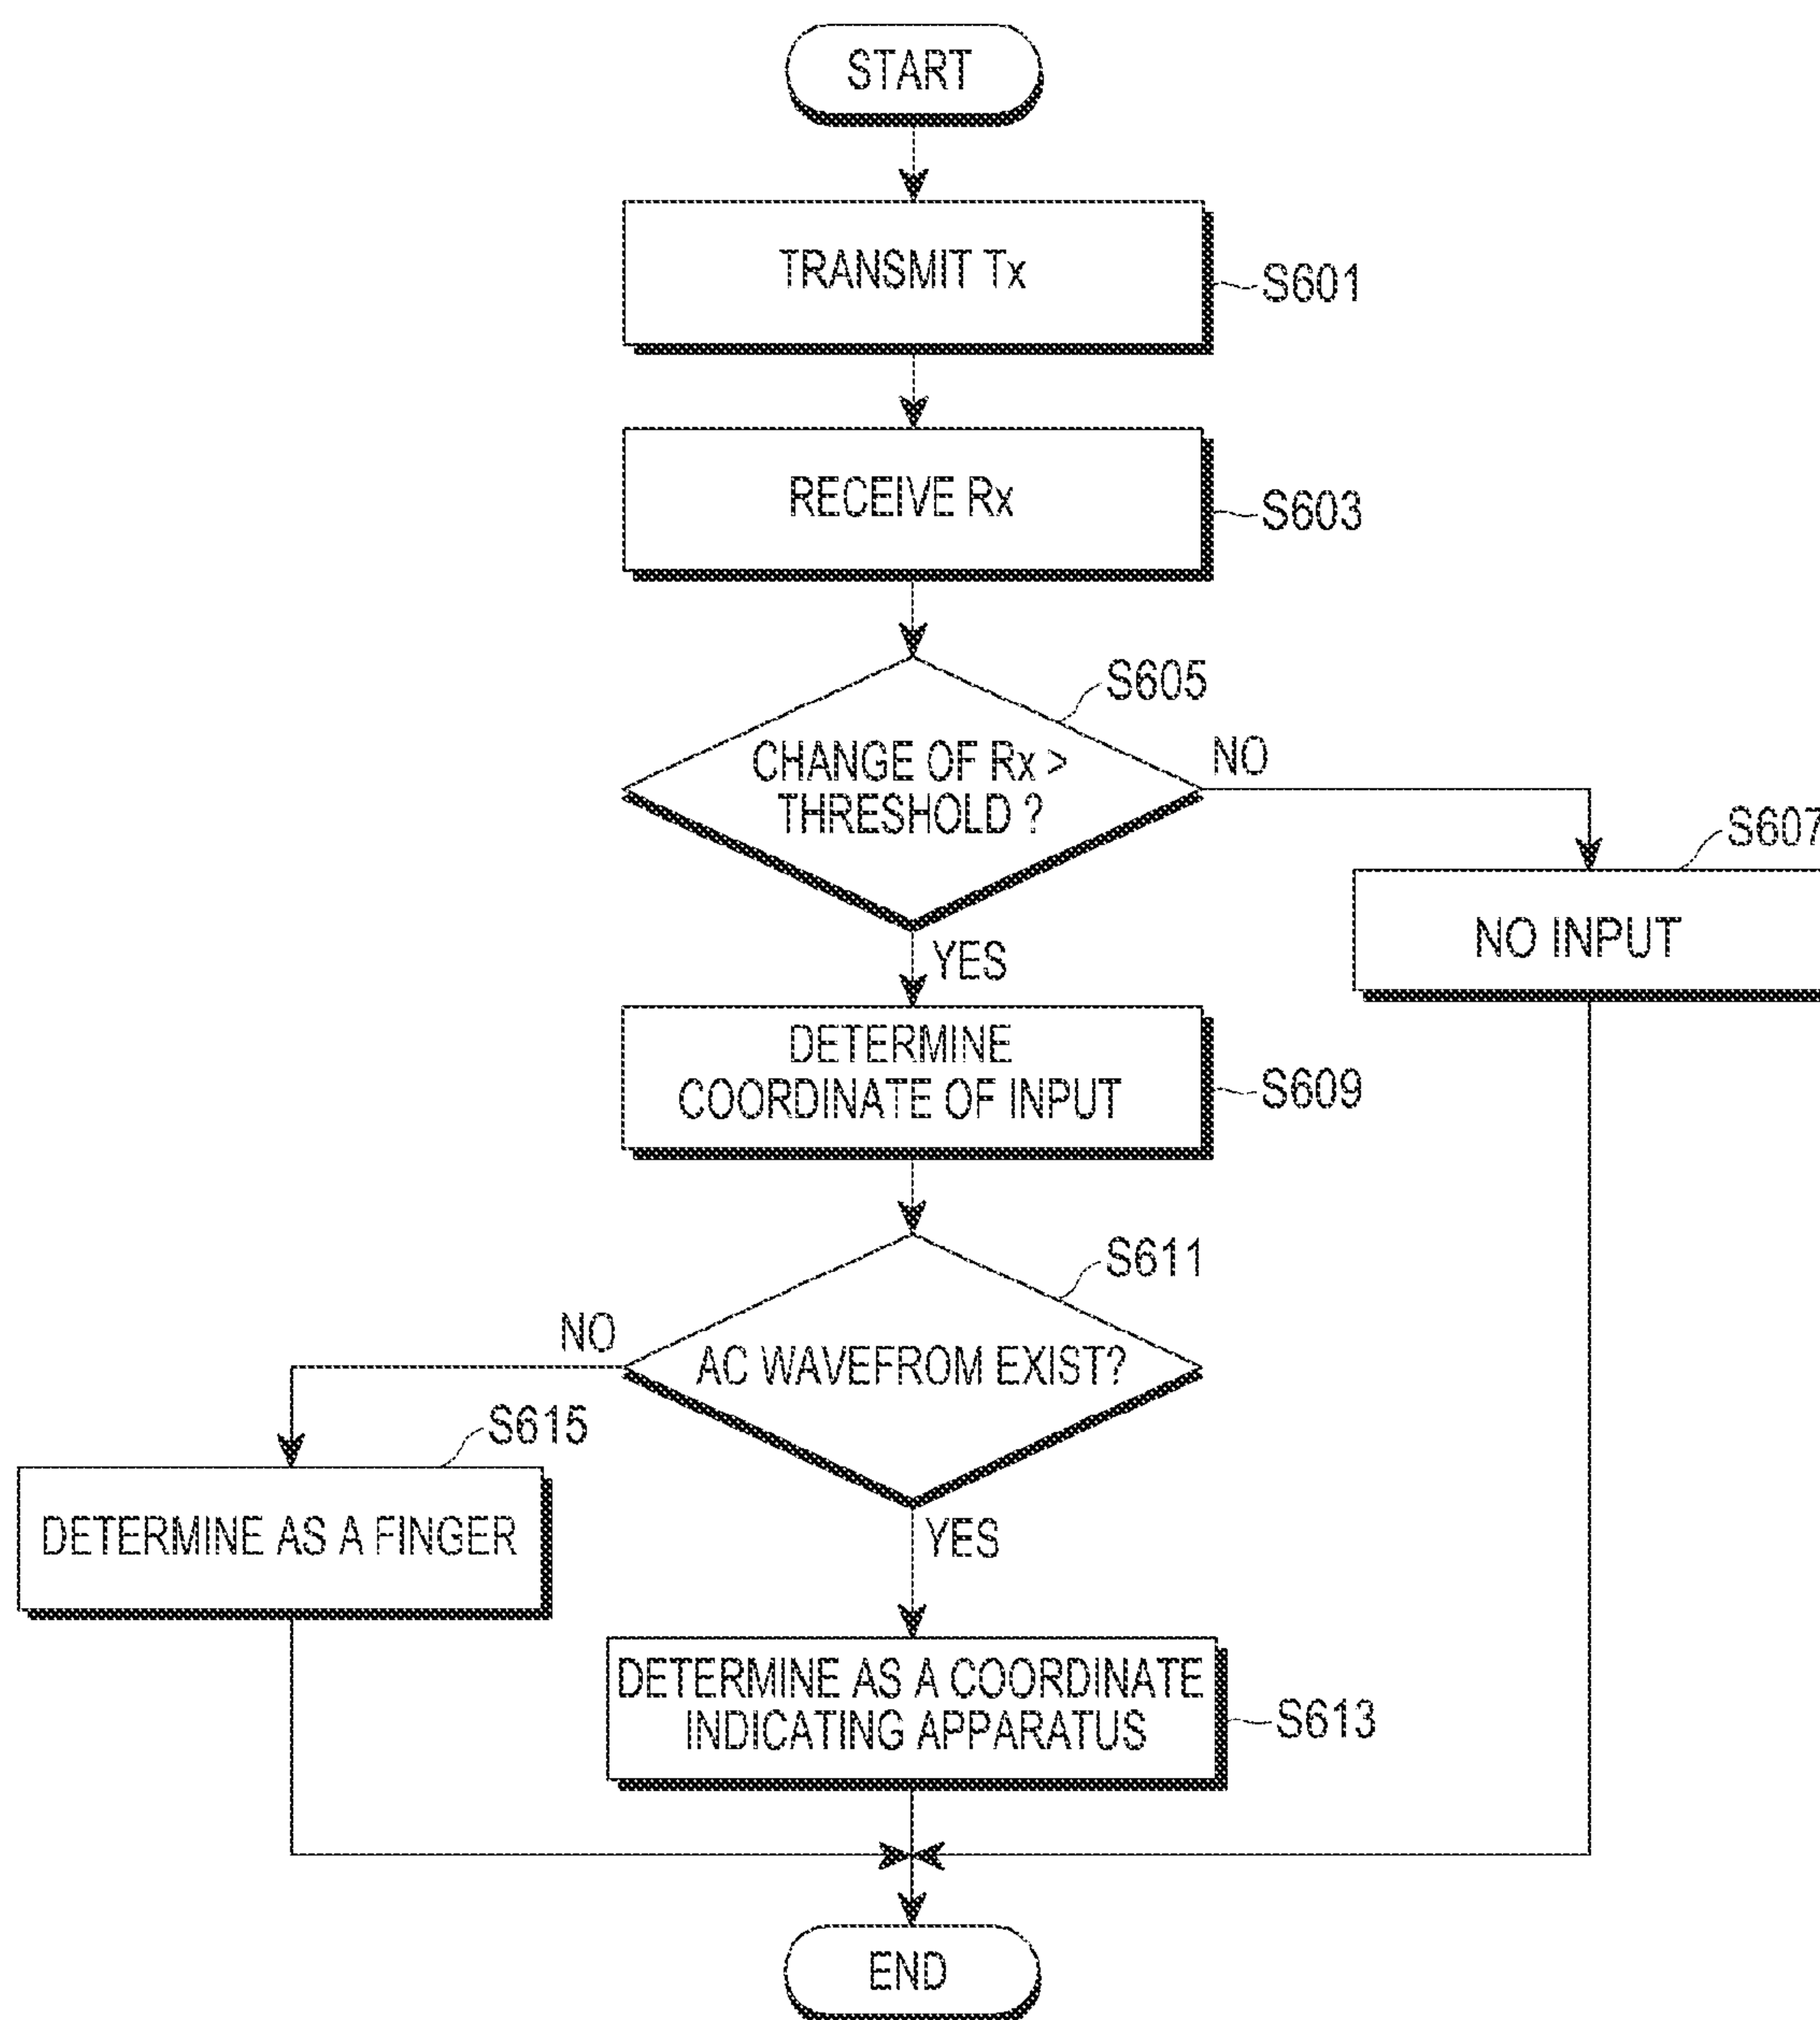 START
TRANSMIT Tx
S601
RECEIVE Rx
S603
S605
CHANGE OF Rx >
THRESHOLD ?
NO
S607
NO INPUT
YES
DETERMINE
COORDINATE OF INPUT
S609
S611
NO
AC WAVEFROM EXIST?
S615
DETERMINE AS A FINGER
YES
DETERMINE AS A COORDINATE
INDICATING APPARATUS
S613
END